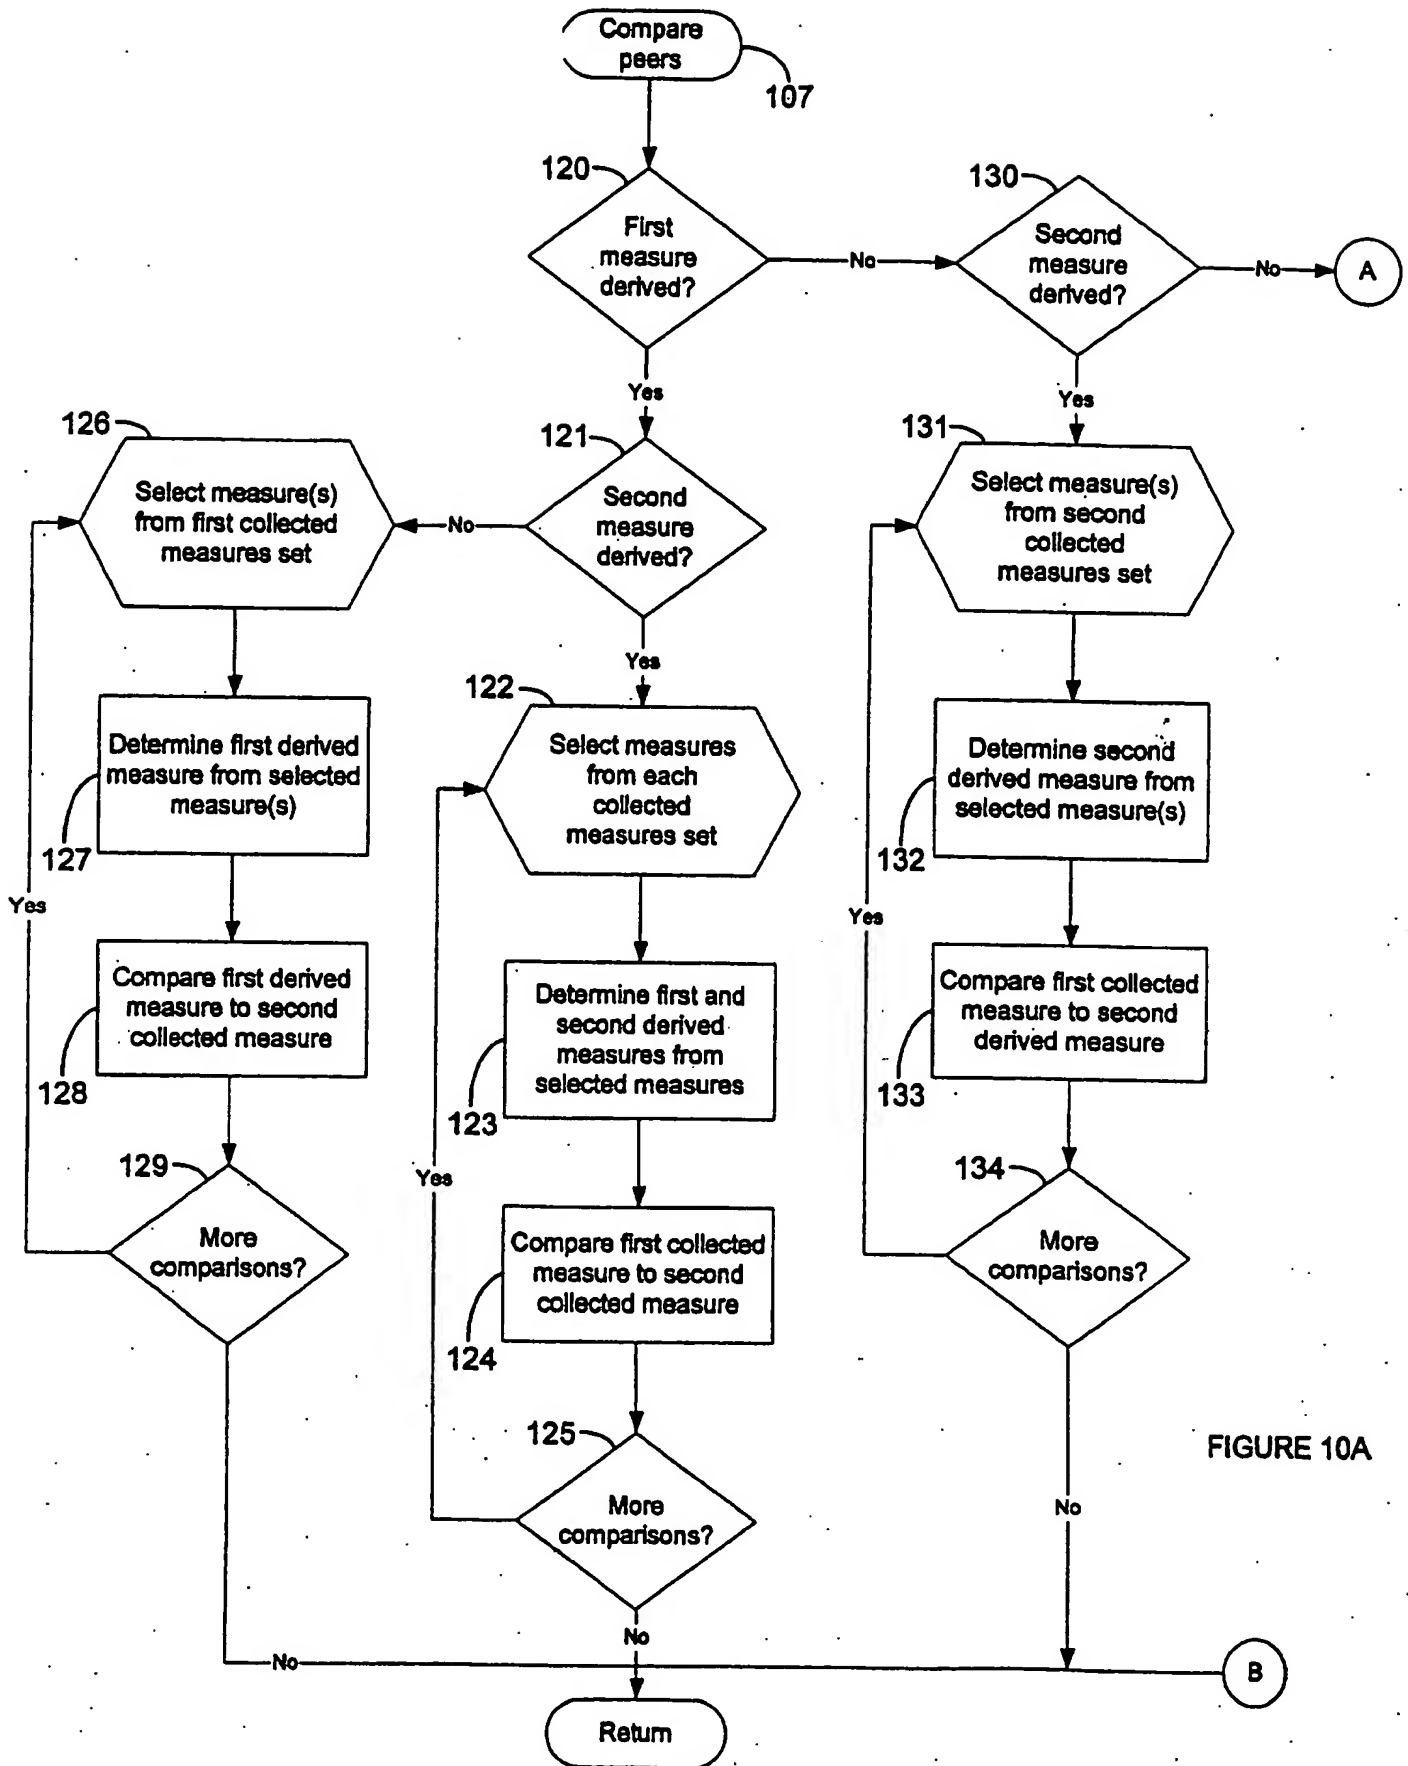 Compare
peers
107
120
First
measure
derived?
No
130
Second
measure
derived?
No
A
Yes
Yes
126
Select measure(s)
from first collected
measures set
No
121
Second
measure
derived?
131
Select measure(s)
from second
collected
measures set
Yes
122
Select measures
from each
collected
measures set
Determine first derived
measure from selected
measure(s)
127
Determine second
derived measure from
selected measure(s)
132
Yes
Yes
Compare first derived
measure to second
collected measure
128
Determine first and
second derived
measures from
selected measures
123
Compare first collected
measure to second
derived measure
133
129
More
comparisons?
Yes
Compare first collected
measure to second
collected measure
124
134
More
comparisons?
125
More
comparisons?
FIGURE 10A
No
No
No
B
Return